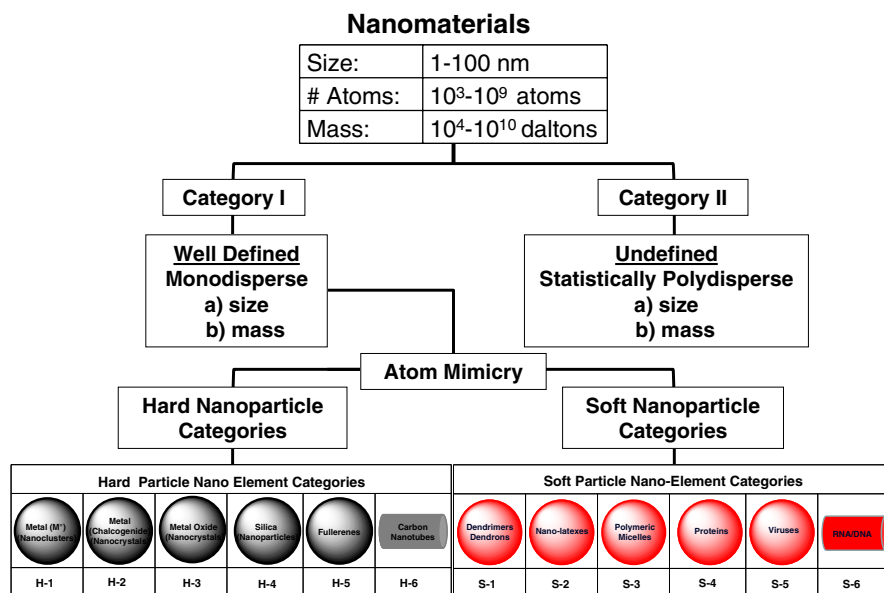 Nanomaterials
Size: 1-100 nm
# Atoms: 10³-10⁹ atoms
Mass: 10⁴-10¹⁰ daltons
Category I
Category II
Well Defined
Monodisperse
a) size
b) mass
Undefined
Statistically Polydisperse
a) size
b) mass
Atom Mimicry
Hard Nanoparticle
Categories
Soft Nanoparticle
Categories
Hard Particle Nano Element Categories
Soft Particle Nano-Element Categories
Metal (M°)
(Nanoclusters)
Metal
(Chalcogenide)
(Nanocrystals)
Metal Oxide
(Nanocrystals)
Silica
(Nanoparticles)
Fullerenes
Carbon
Nanotubes
Dendrimers
Dendrons
Nano-latexes
Polymeric
Micelles
Proteins
Viruses
RNA/DNA
H-1 H-2 H-3 H-4 H-5 H-6 S-1 S-2 S-3 S-4 S-5 S-6